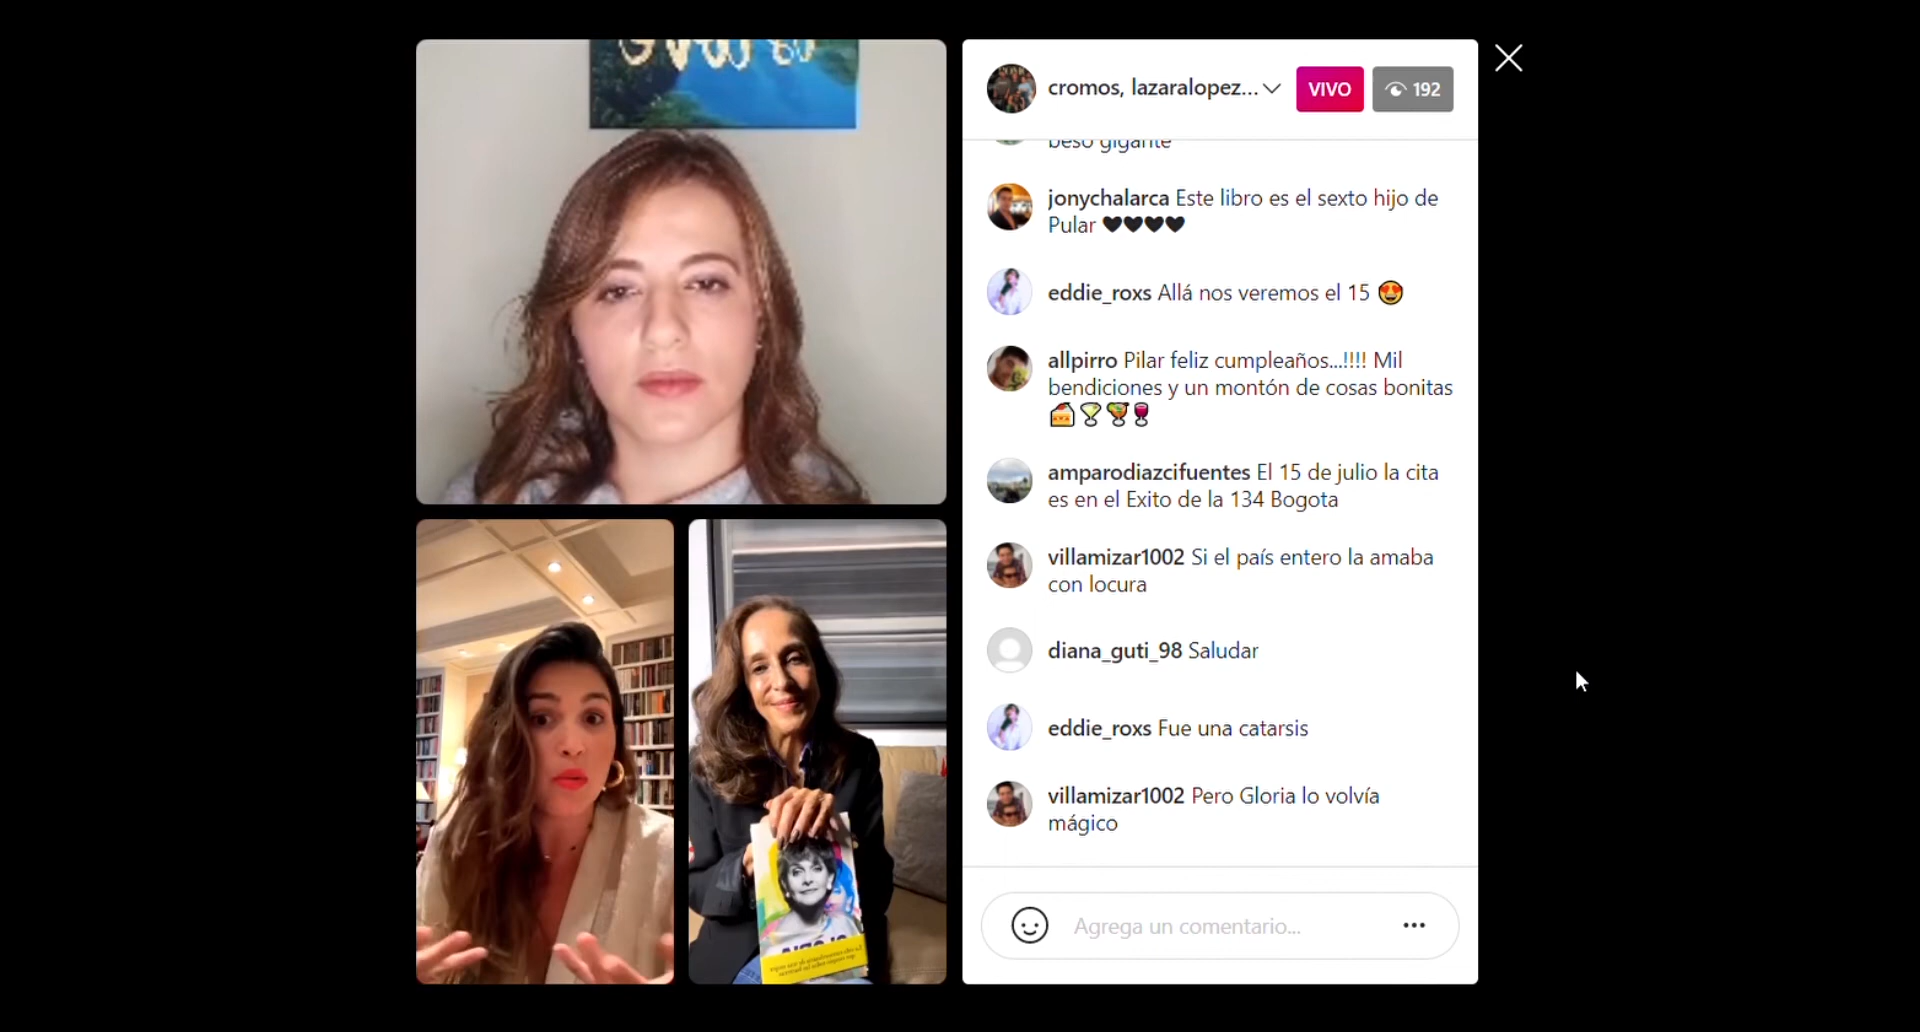 cromos, lazaralopez...
VIVO
192
beso gigante
jonychalarca Este libro es el sexto hijo de
Pular 🖤🖤🖤🖤
eddie_roxs Allá nos veremos el 15 😍
allpirro Pilar feliz cumpleaños...!!!! Mil
bendiciones y un montón de cosas bonitas
🍰🍸🍹🍷
amparodiazcifuentes El 15 de julio la cita
es en el Exito de la 134 Bogota
villamizar1002 Si el país entero la amaba
con locura
diana_guti_98 Saludar
eddie_roxs Fue una catarsis
villamizar1002 Pero Gloria lo volvía
mágico
Agrega un comentario...